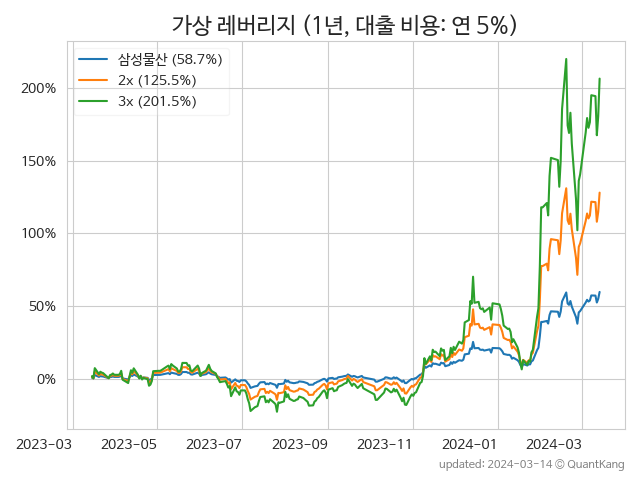 가상 레버리지 (1년, 대출 비용: 연 5%)
삼성물산 (58.7%)
2x (125.5%)
3x (201.5%)
200%
150%
100%
50%
0%
2023-03 2023-05 2023-07 2023-09 2023-11 2024-01 2024-03
updated: 2024-03-14 © QuantKang